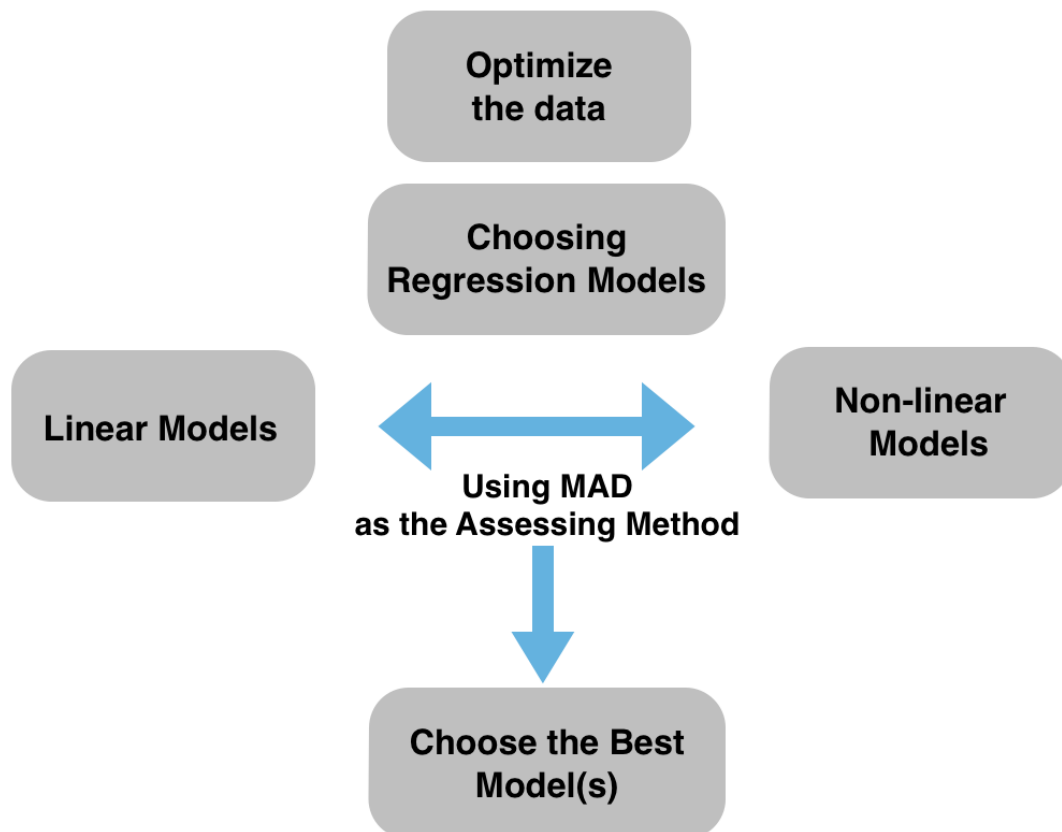 Optimize
the data
Choosing
Regression Models
Linear Models
Non-linear
Models
Using MAD
as the Assessing Method
Choose the Best
Model(s)